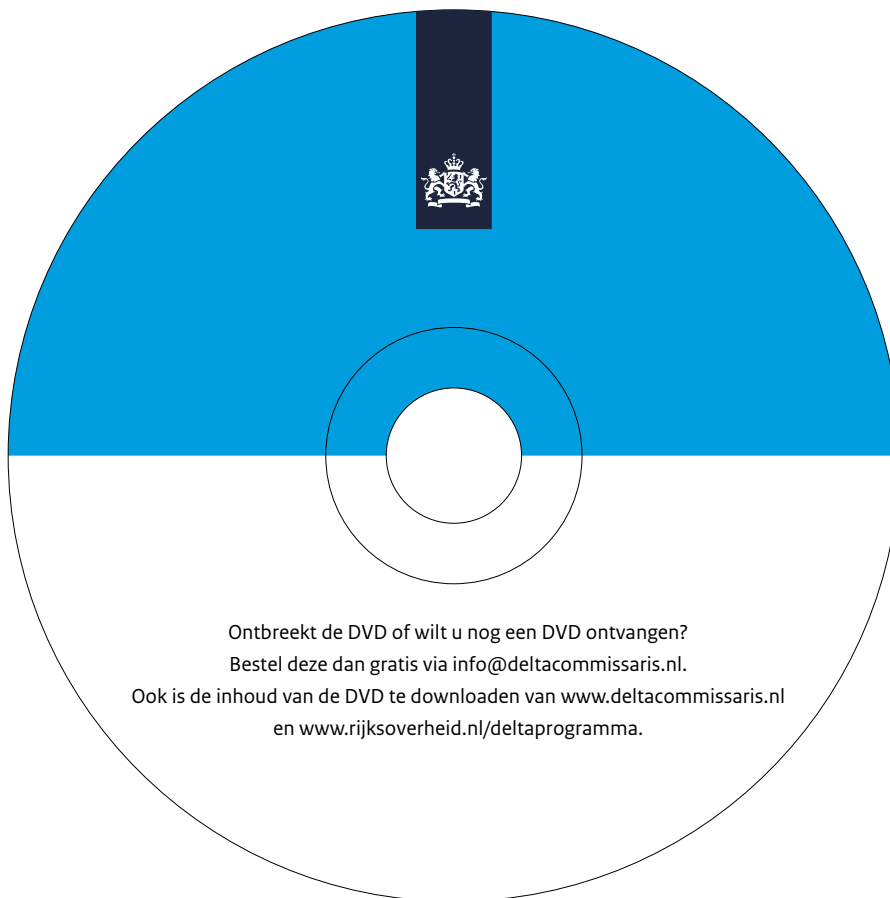 Ontbreekt de DVD of wilt u nog een DVD ontvangen?
Bestel deze dan gratis via info@deltacommissaris.nl.
Ook is de inhoud van de DVD te downloaden van www.deltacommissaris.nl
en www.rijksoverheid.nl/deltaprogramma.